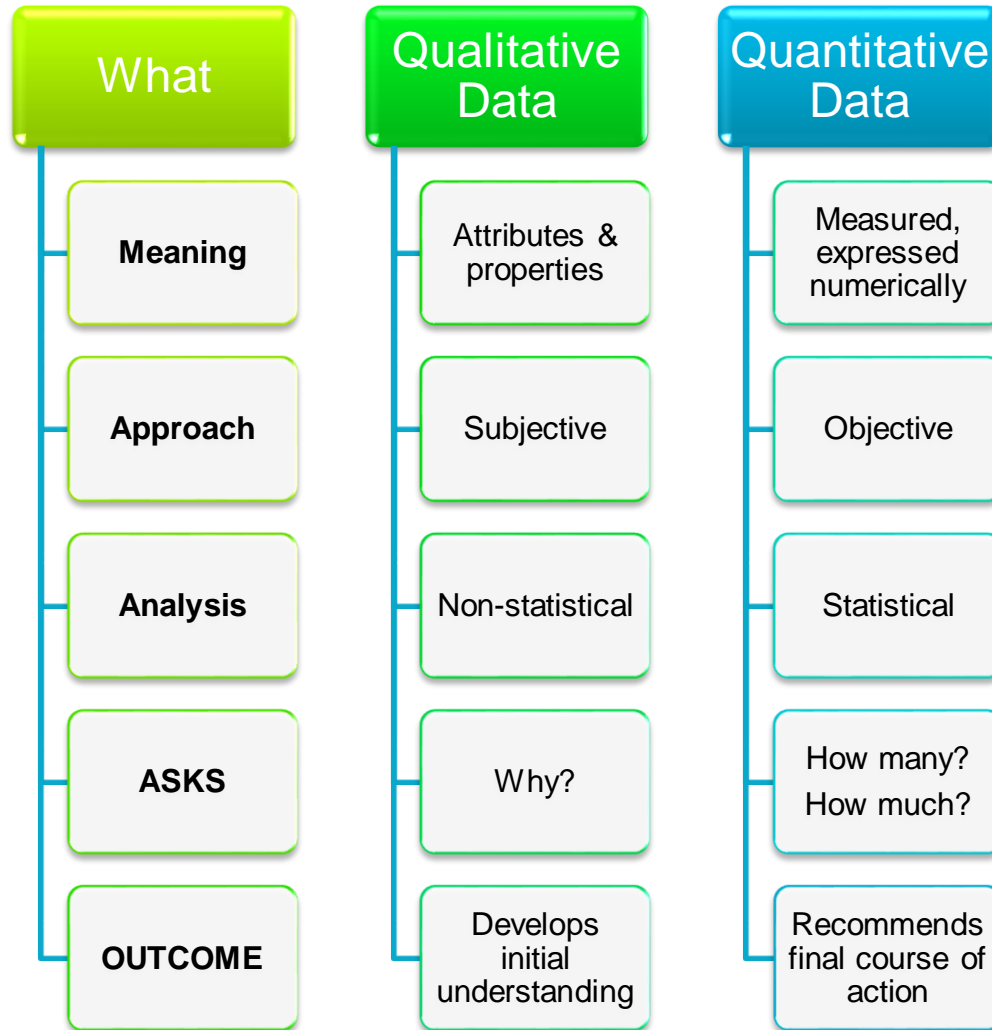 What
Meaning
Approach
Analysis
ASKS
OUTCOME
Qualitative
Data
Attributes &
properties
Subjective
Non-statistical
Why?
Develops
initial
understanding
Quantitative
Data
Measured,
expressed
numerically
Objective
Statistical
How many?
How much?
Recommends
final course of
action